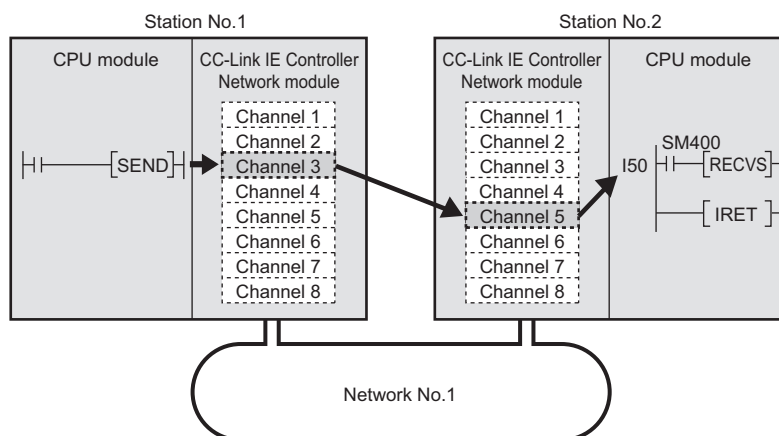 Station No.1
CPU module
CC-Link IE Controller
Network module
Channel 1
Channel 2
Channel 3
Channel 4
Channel 5
Channel 6
Channel 7
Channel 8
SEND
Station No.2
CC-Link IE Controller
Network module
Channel 1
Channel 2
Channel 3
Channel 4
Channel 5
Channel 6
Channel 7
Channel 8
CPU module
SM400
I50
RECVS
IRET
Network No.1